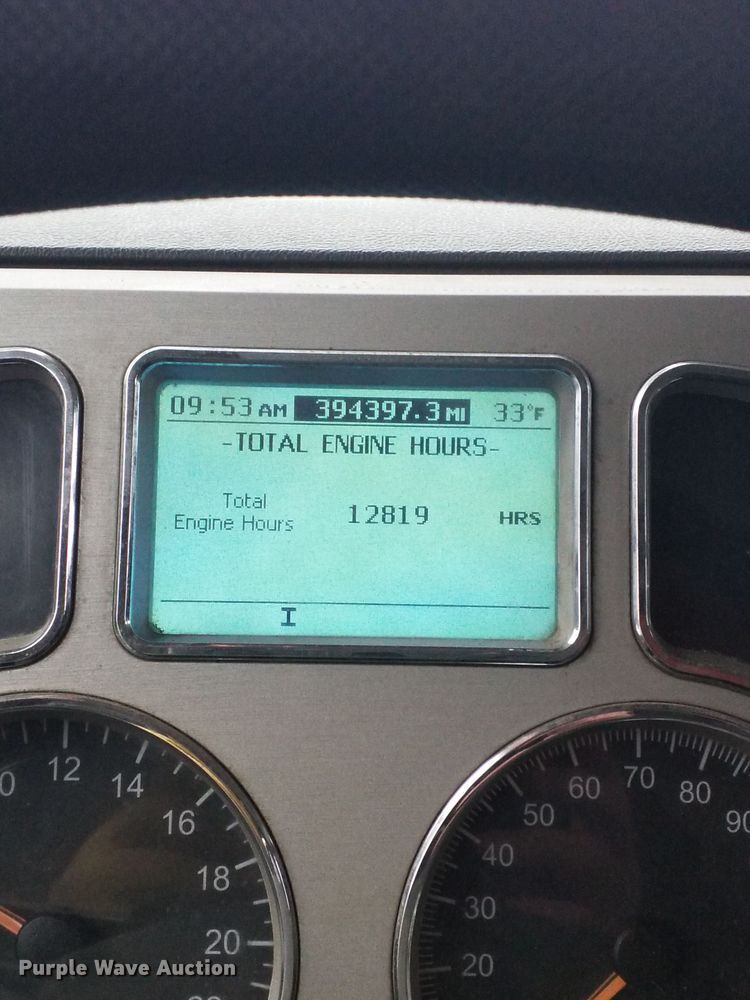 09:53 AM 394397.3 MI 33°F
-TOTAL ENGINE HOURS-
Total
Engine Hours 12819 HRS
I
12
14
16
18
20
20
30
40
50
60
70
80
90
Purple Wave Auction